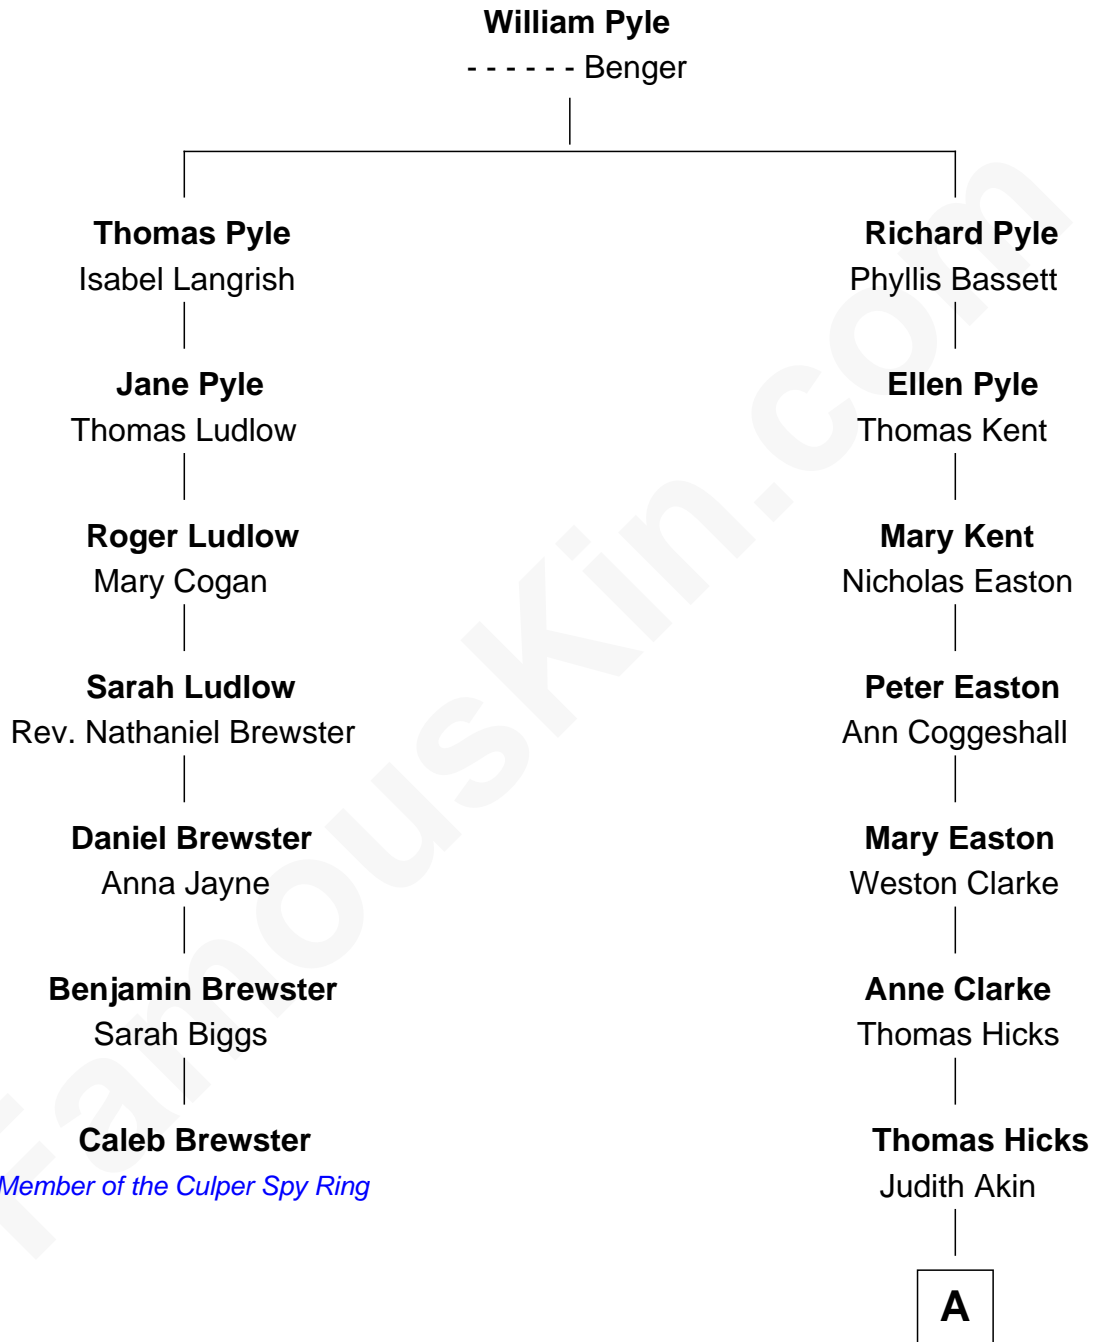 William Pyle
- - - - - - Benger
Thomas Pyle
Isabel Langrish
Richard Pyle
Phyllis Bassett
Jane Pyle
Thomas Ludlow
Ellen Pyle
Thomas Kent
Roger Ludlow
Mary Cogan
Mary Kent
Nicholas Easton
Sarah Ludlow
Rev. Nathaniel Brewster
Peter Easton
Ann Coggeshall
Daniel Brewster
Anna Jayne
Mary Easton
Weston Clarke
Benjamin Brewster
Sarah Biggs
Anne Clarke
Thomas Hicks
Caleb Brewster
Member of the Culper Spy Ring
Thomas Hicks
Judith Akin
A
FamousKin.com